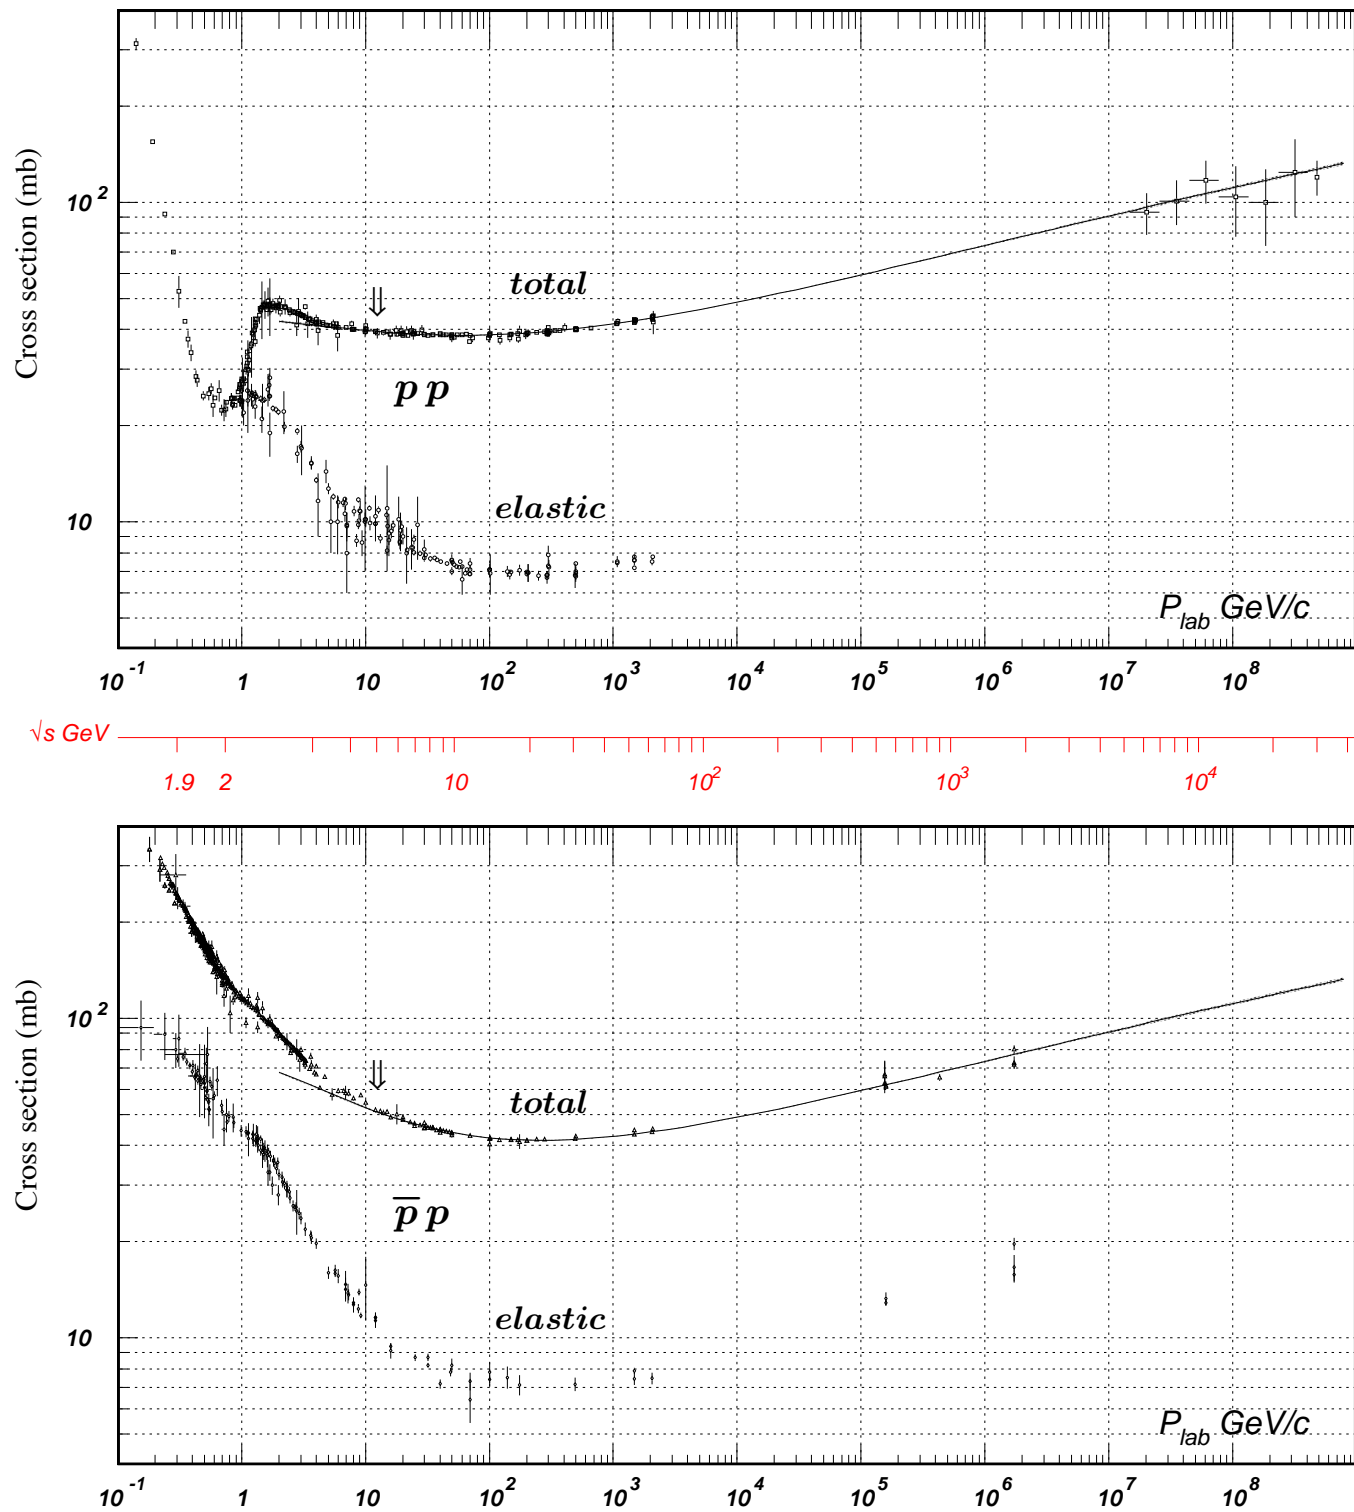 Cross section (mb)
10²
10
total
⇓
p p
elastic
P_lab GeV/c
10⁻¹ 1 10 10² 10³ 10⁴ 10⁵ 10⁶ 10⁷ 10⁸
√s GeV
1.9 2 10 10² 10³ 10⁴
Cross section (mb)
10²
10
⇓
total
p̅ p
elastic
P_lab GeV/c
10⁻¹ 1 10 10² 10³ 10⁴ 10⁵ 10⁶ 10⁷ 10⁸